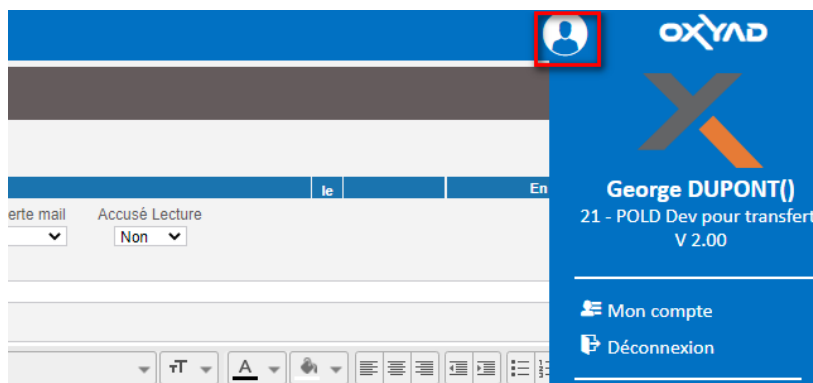 OXYAD
le
En
George DUPONT()
21 - POLD Dev pour transfert
V 2.00
erte mail Accusé Lecture
Non
Mon compte
Déconnexion